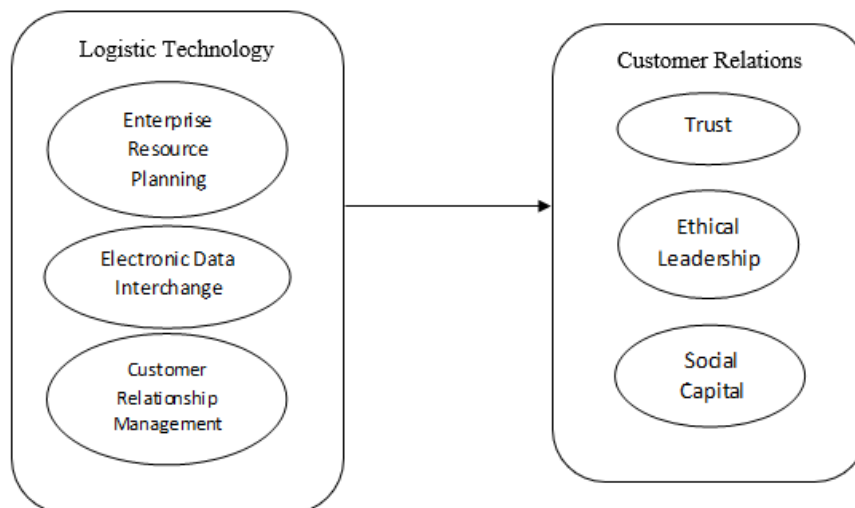 Logistic Technology
Enterprise
Resource
Planning
Electronic Data
Interchange
Customer
Relationship
Management
Customer Relations
Trust
Ethical
Leadership
Social
Capital